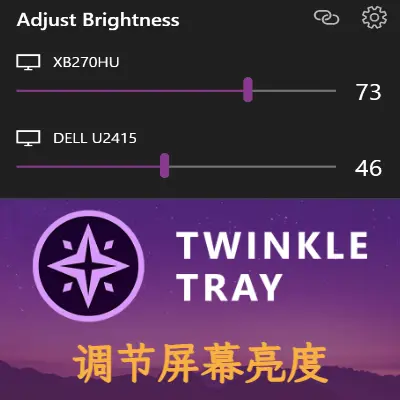 Adjust Brightness
XB270HU
73
DELL U2415
46
TWINKLE
TRAY
调节屏幕亮度